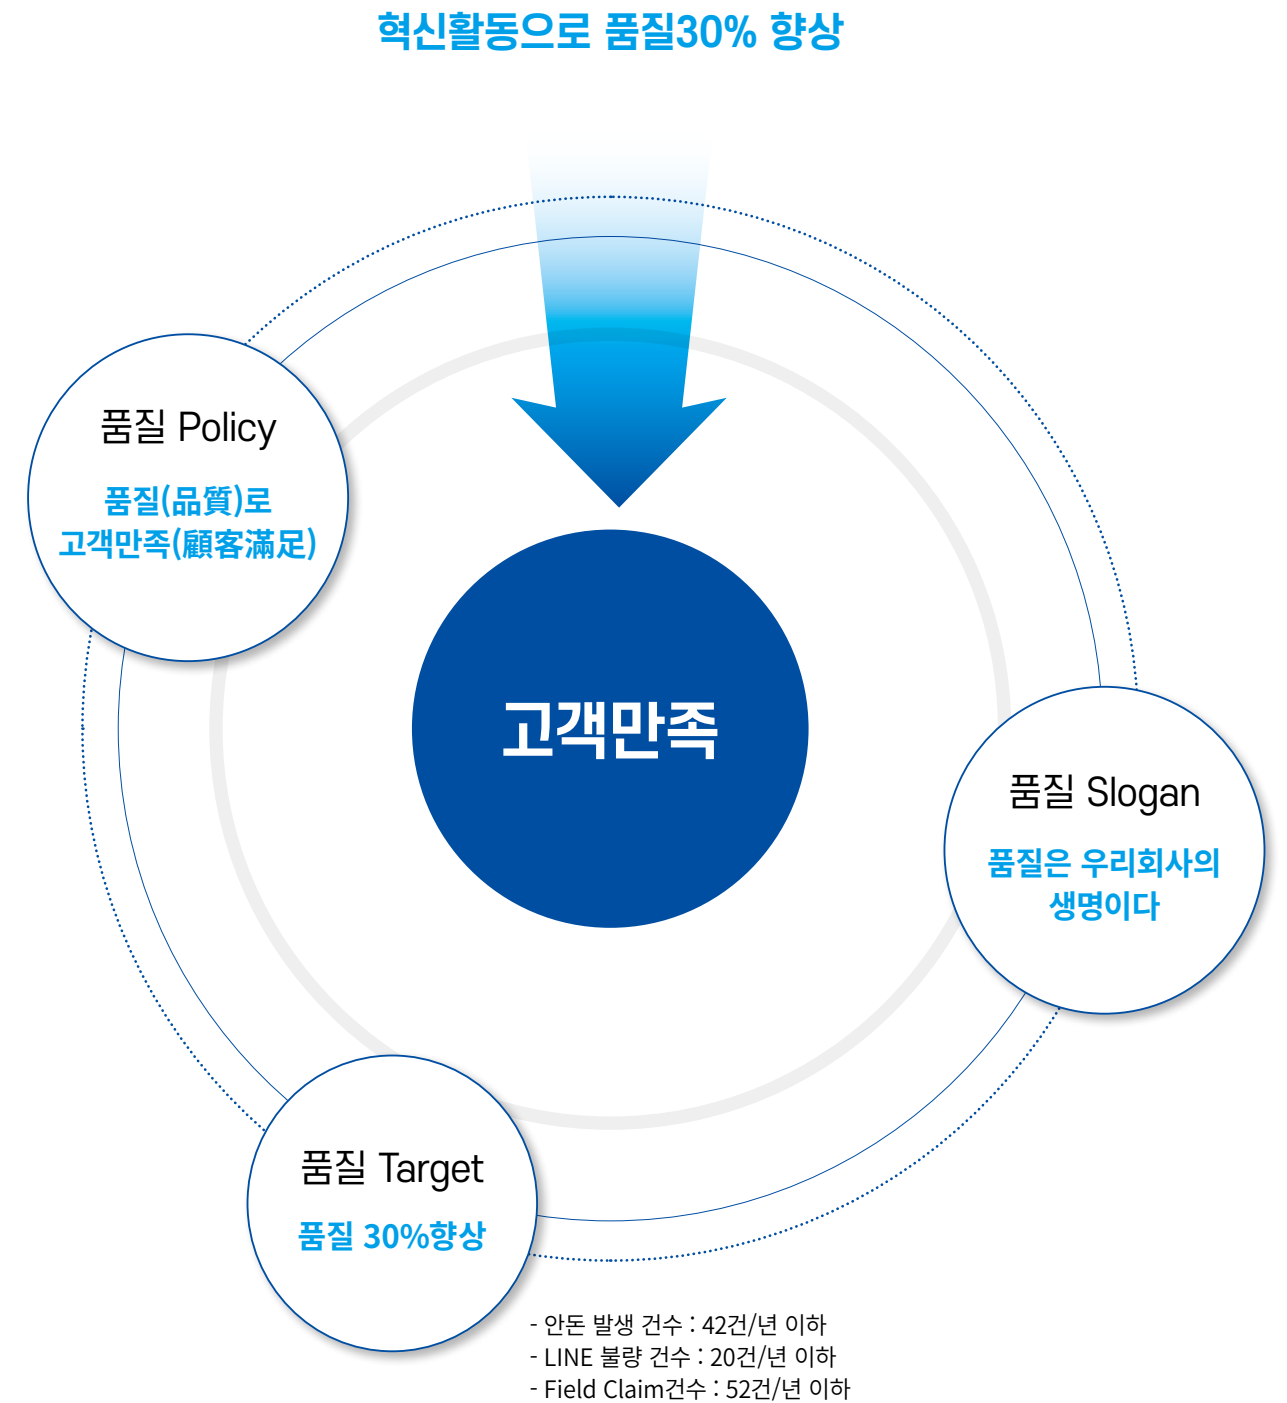 혁신활동으로 품질30% 향상
품질 Policy
품질(品質)로
고객만족(顧客滿足)
고객만족
품질 Slogan
품질은 우리회사의
생명이다
품질 Target
품질 30%향상
- 안돈 발생 건수 : 42건/년 이하
- LINE 불량 건수 : 20건/년 이하
- Field Claim건수 : 52건/년 이하